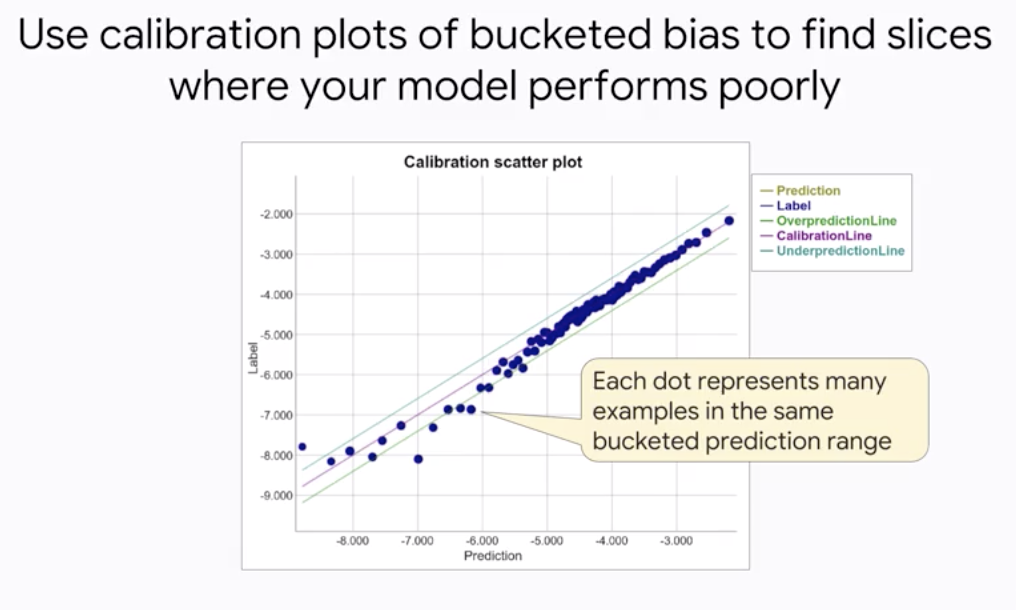 Use calibration plots of bucketed bias to find slices
where your model performs poorly
Calibration scatter plot
Prediction
Label
OverpredictionLine
CalibrationLine
UnderpredictionLine
-2.000
-3.000
-4.000
-5.000
-6.000
-7.000
-8.000
-9.000
Label
Each dot represents many
examples in the same
bucketed prediction range
-8.000 -7.000 -6.000 -5.000 -4.000 -3.000
Prediction